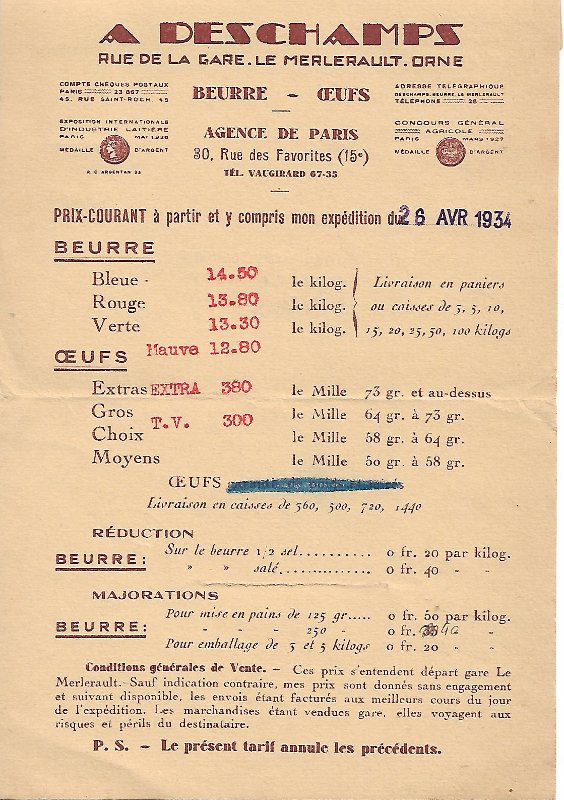 A DESCHAMPS
RUE DE LA GARE. LE MERLERAULT. ORNE
COMPTE CHEQUES POSTAUX
PARIS 23 867
45, RUE SAINT-ROCH, 45
BEURRE - ŒUFS
ADRESSE TÉLÉGRAPHIQUE
DESCHAMPS. BEURRE. LE MERLERAULT
TÉLÉPHONE 28
EXPOSITION INTERNATIONALE
D'INDUSTRIE LAITIÈRE
PARIS MAI 1926
MÉDAILLE D'ARGENT
R. C. ARGENTAN
AGENCE DE PARIS
30, Rue des Favorites (15e)
TÉL. VAUGIRARD 67-35
CONCOURS GÉNÉRAL
AGRICOLE
PARIS MARS 1927
MÉDAILLE D'ARGENT
PRIX-COURANT à partir et y compris mon expédition du 26 AVR 1934
BEURRE
Bleue - 14.50 le kilog. Livraison en paniers
Rouge 13.80 le kilog. ou caisses de 3, 5, 10,
Verte 13.30 le kilog. 15, 20, 25, 50, 100 kilogs
Mauve 12.80
ŒUFS
Extras EXTRA 380 le Mille 73 gr. et au-dessus
Gros le Mille 64 gr. à 73 gr.
T.V. 300
Choix le Mille 58 gr. à 64 gr.
Moyens le Mille 50 gr. à 58 gr.
ŒUFS
Livraison en caisses de 360, 500, 720, 1440
RÉDUCTION
BEURRE: Sur le beurre 1/2 sel.......... 0 fr. 20 par kilog.
» » salé.............. 0 fr. 40 - -
MAJORATIONS
BEURRE: Pour mise en pains de 125 gr..... 0 fr. 50 par kilog.
- - - 250 - 0 fr. 40 -
Pour emballage de 3 et 5 kilogs 0 fr. 20 - -
Conditions générales de Vente. - Ces prix s'entendent départ gare Le
Merlerault. Sauf indication contraire, mes prix sont donnés sans engagement
et suivant disponible, les envois étant facturés aux meilleurs cours du jour
de l'expédition. Les marchandises étant vendues gare, elles voyagent aux
risques et périls du destinataire.
P. S. - Le présent tarif annule les précédents.